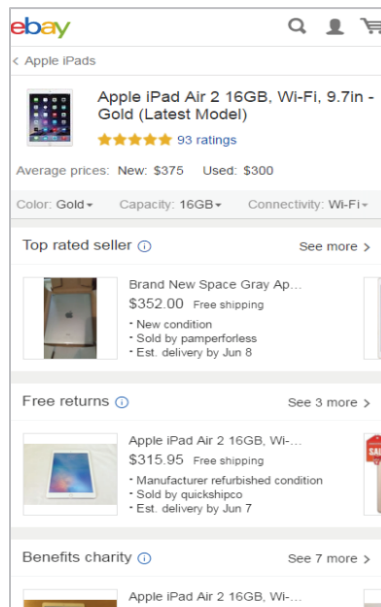 ebay
< Apple iPads
Apple iPad Air 2 16GB, Wi-Fi, 9.7in -
Gold (Latest Model)
93 ratings
Average prices: New: $375 Used: $300
Color: Gold Capacity: 16GB Connectivity: Wi-Fi
Top rated seller See more >
Brand New Space Gray Ap...
$352.00 Free shipping
· New condition
· Sold by pamperforless
· Est. delivery by Jun 8
Free returns See 3 more >
Apple iPad Air 2 16GB, Wi-...
$315.95 Free shipping
· Manufacturer refurbished condition
· Sold by quickshipco
· Est. delivery by Jun 7
Benefits charity See 7 more >
Apple iPad Air 2 16GB, Wi-...